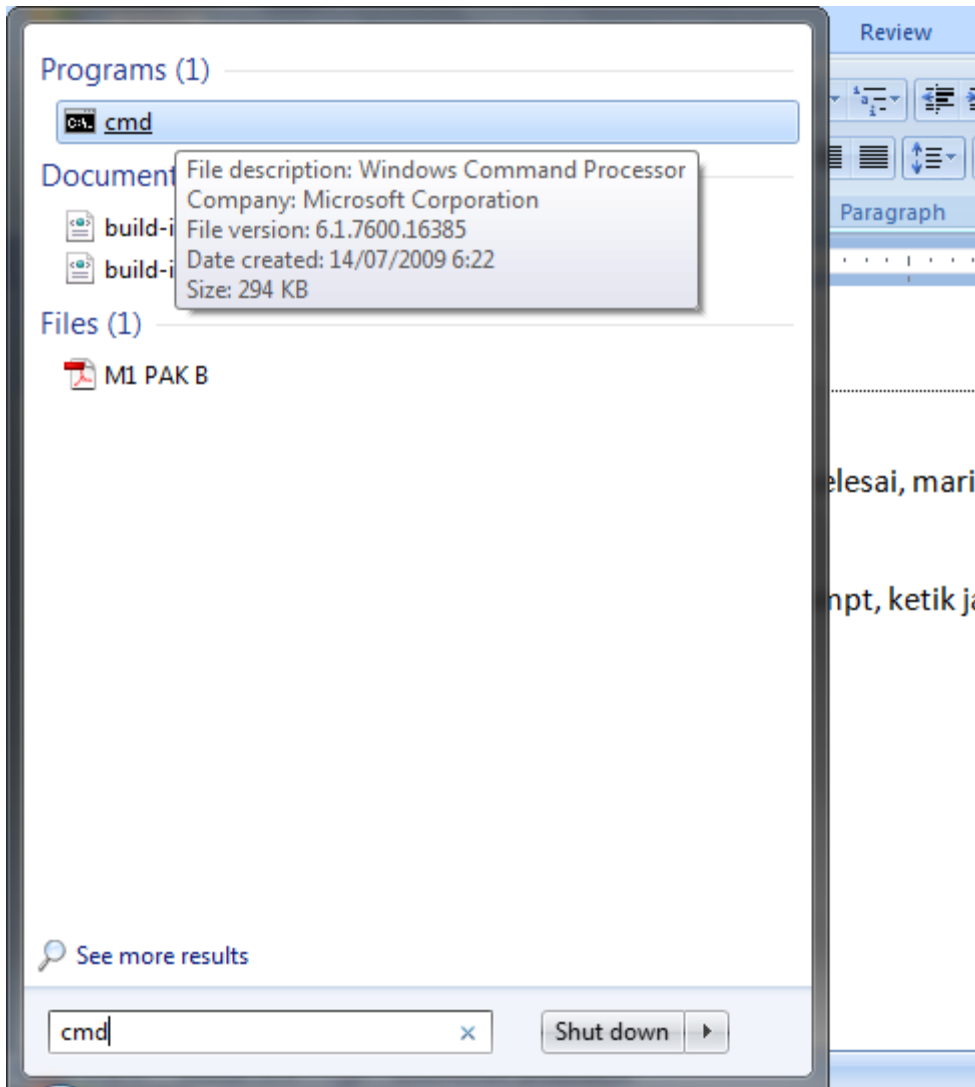 Review
Programs (1)
cmd
Document
File description: Windows Command Processor
Company: Microsoft Corporation
File version: 6.1.7600.16385
Date created: 14/07/2009 6:22
Size: 294 KB
build-i
build-i
Paragraph
Files (1)
M1 PAK B
elesai, mari
mpt, ketik ja
See more results
cmd
Shut down